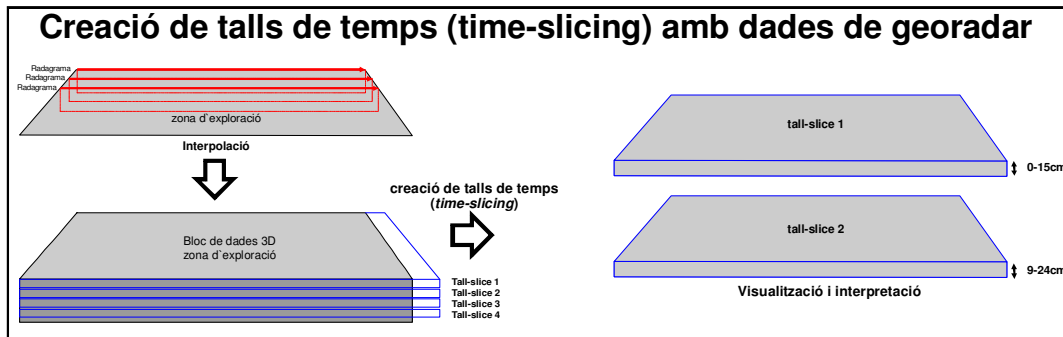 Creació de talls de temps (time-slicing) amb dades de georadar
Radagrama
Radagrama
Radagrama
zona d`exploració
Interpolació
Bloc de dades 3D
zona d`exploració
Tall-slice 1
Tall-slice 2
Tall-slice 3
Tall-slice 4
creació de talls de temps
(time-slicing)
tall-slice 1
0-15cm
tall-slice 2
9-24cm
Visualització i interpretació